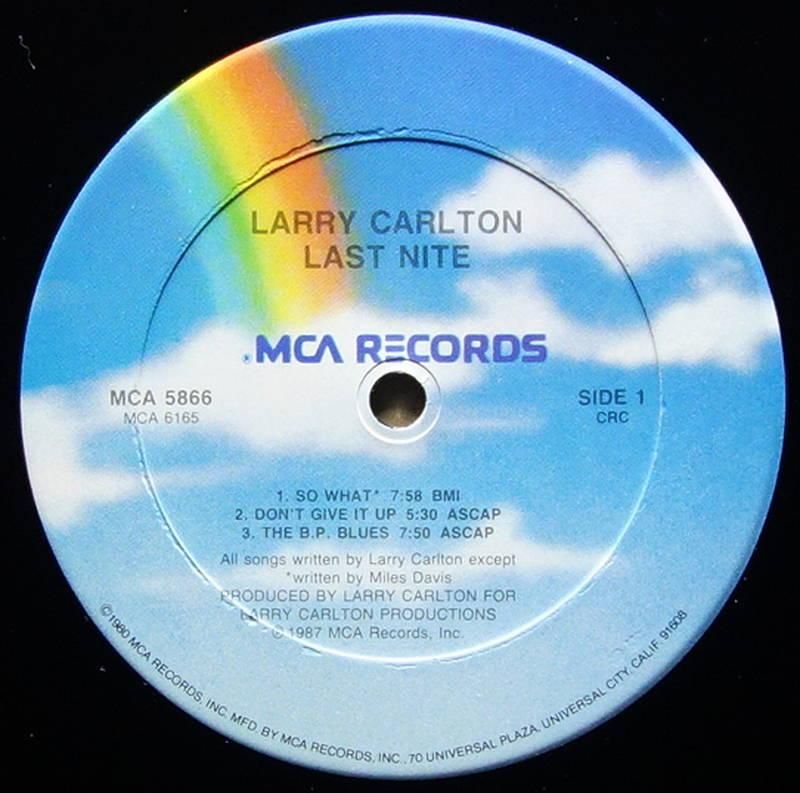 LARRY CARLTON
LAST NITE
®MCA RECORDS
MCA 5866
MCA 6165
SIDE 1
CRC
1. SO WHAT* 7:58 BMI
2. DON'T GIVE IT UP 5:30 ASCAP
3. THE B.P. BLUES 7:50 ASCAP
All songs written by Larry Carlton except
*written by Miles Davis
PRODUCED BY LARRY CARLTON FOR
LARRY CARLTON PRODUCTIONS
1987 MCA Records, Inc.
©1980 MCA RECORDS, INC. MFD. BY MCA RECORDS, INC., 70 UNIVERSAL PLAZA, UNIVERSAL CITY, CALIF. 91608